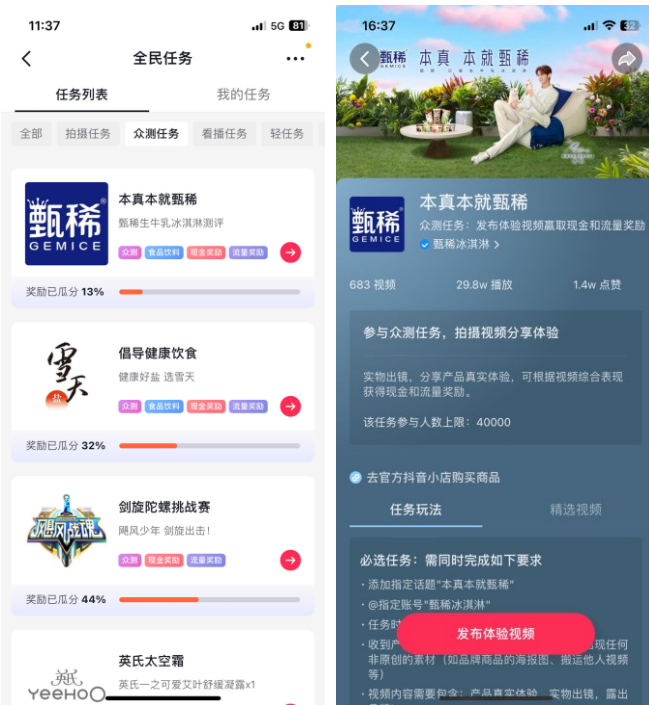 11:37
5G 81
全民任务
任务列表
我的任务
全部
拍摄任务
众测任务
看播任务
轻任务
甄稀
GEMICE
本真本就甄稀
甄稀生牛乳冰淇淋测评
众测
食品饮料
现金奖励
流量奖励
奖励已瓜分 13%
雪天
盐
倡导健康饮食
健康好盐 选雪天
众测
食品饮料
现金奖励
流量奖励
奖励已瓜分 32%
飓风战魂
剑旋陀螺挑战赛
飓风少年 剑旋出击!
众测
现金奖励
流量奖励
奖励已瓜分 44%
英氏
YeeHoO
英氏太空霜
英氏一之可爱艾叶舒缓凝露x1
16:37
32
甄稀
GEMICE
本真 本就甄稀
甄稀
GEMICE
本真本就甄稀
众测任务:发布体验视频赢取现金和流量奖励
甄稀冰淇淋
683 视频
29.8w 播放
1.4w 点赞
参与众测任务,拍摄视频分享体验
实物出镜,分享产品真实体验,可根据视频综合表现
获得现金和流量奖励。
该任务参与人数上限:40000
去官方抖音小店购买商品
任务玩法
精选视频
必选任务:需同时完成如下要求
·添加指定话题"本真本就甄稀"
·@指定账号"甄稀冰淇淋"
·任务时
发布体验视频
·收到产
现任何
非原创的素材(如品牌商品的海报图、搬运他人视频
等)
·视频内容需要包含:产品真实体验、实物出镜,露出